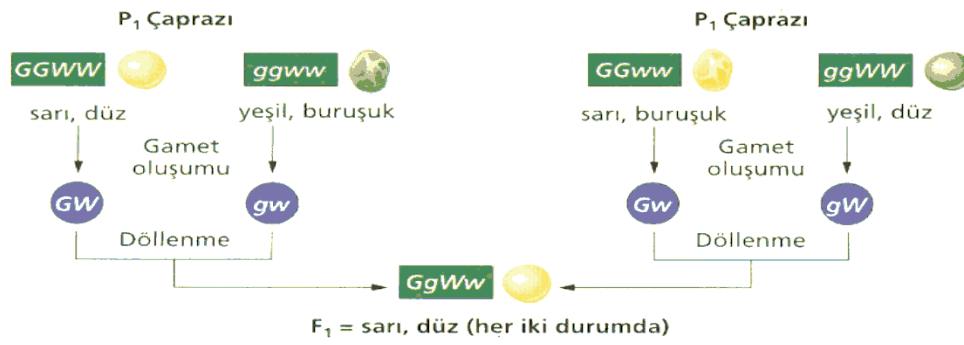 P₁ Çaprazı
GGWW
ggww
sarı, düz
yeşil, buruşuk
Gamet
oluşumu
GW
gw
Döllenme
P₁ Çaprazı
GGww
ggWW
sarı, buruşuk
yeşil, düz
Gamet
oluşumu
Gw
gW
Döllenme
GgWw
F₁ = sarı, düz (her iki durumda)